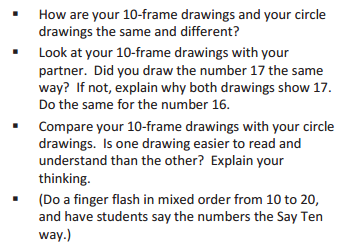 ▪ How are your 10-frame drawings and your circle
drawings the same and different?
▪ Look at your 10-frame drawings with your
partner. Did you draw the number 17 the same
way? If not, explain why both drawings show 17.
Do the same for the number 16.
▪ Compare your 10-frame drawings with your circle
drawings. Is one drawing easier to read and
understand than the other? Explain your
thinking.
▪ (Do a finger flash in mixed order from 10 to 20,
and have students say the numbers the Say Ten
way.)